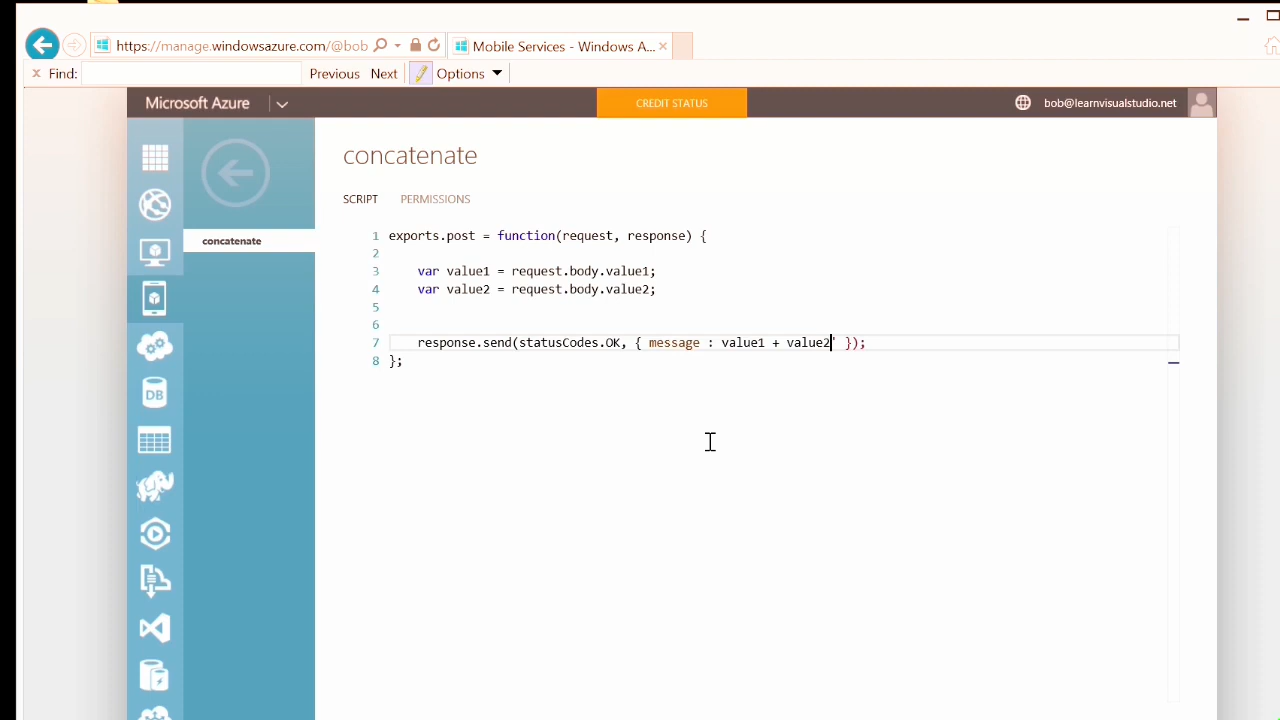 https://manage.windowsazure.com/@bob
Mobile Services - Windows A...
x Find:
Previous Next Options
Microsoft Azure
CREDIT STATUS
bob@learnvisualstudio.net
concatenate
concatenate
SCRIPT PERMISSIONS
1 exports.post = function(request, response) {
2
3 var value1 = request.body.value1;
4 var value2 = request.body.value2;
5
6
7 response.send(statusCodes.OK, { message : value1 + value2' });
8 };
DB